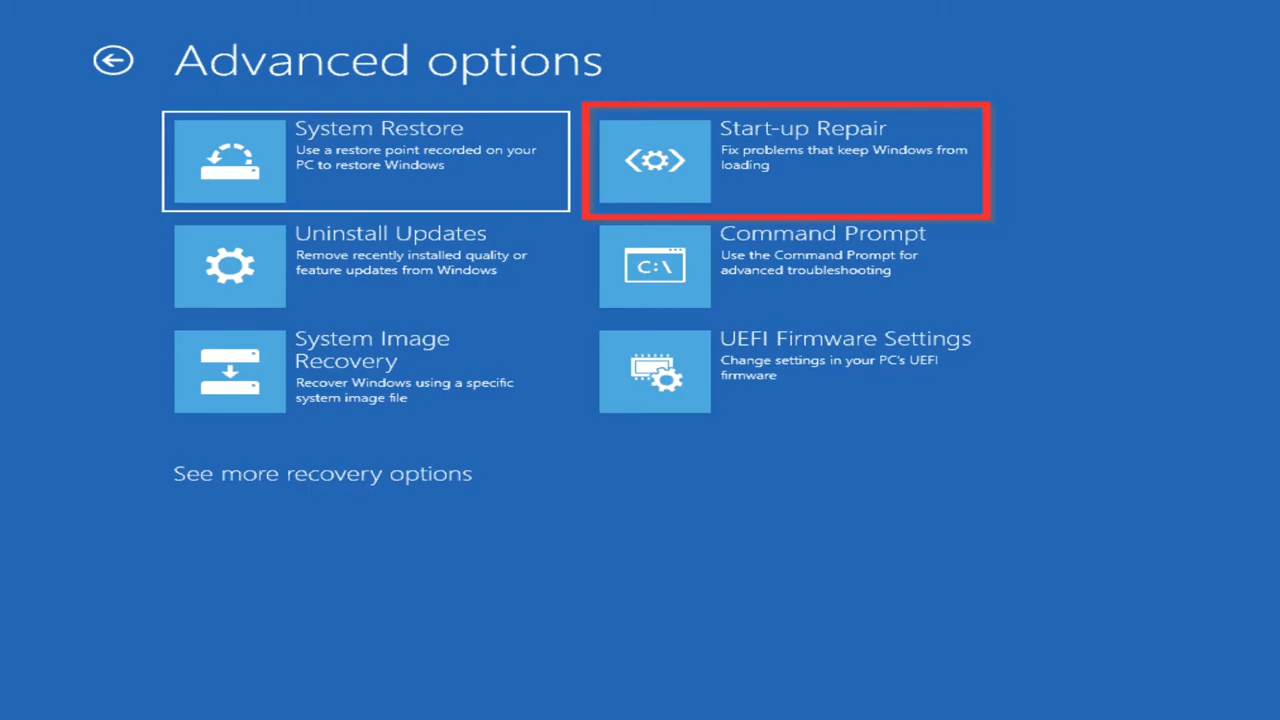 Advanced options
System Restore
Use a restore point recorded on your
PC to restore Windows
Start-up Repair
Fix problems that keep Windows from
loading
Uninstall Updates
Remove recently installed quality or
feature updates from Windows
Command Prompt
C:\
Use the Command Prompt for
advanced troubleshooting
System Image
Recovery
Recover Windows using a specific
system image file
UEFI Firmware Settings
Change settings in your PC's UEFI
firmware
See more recovery options